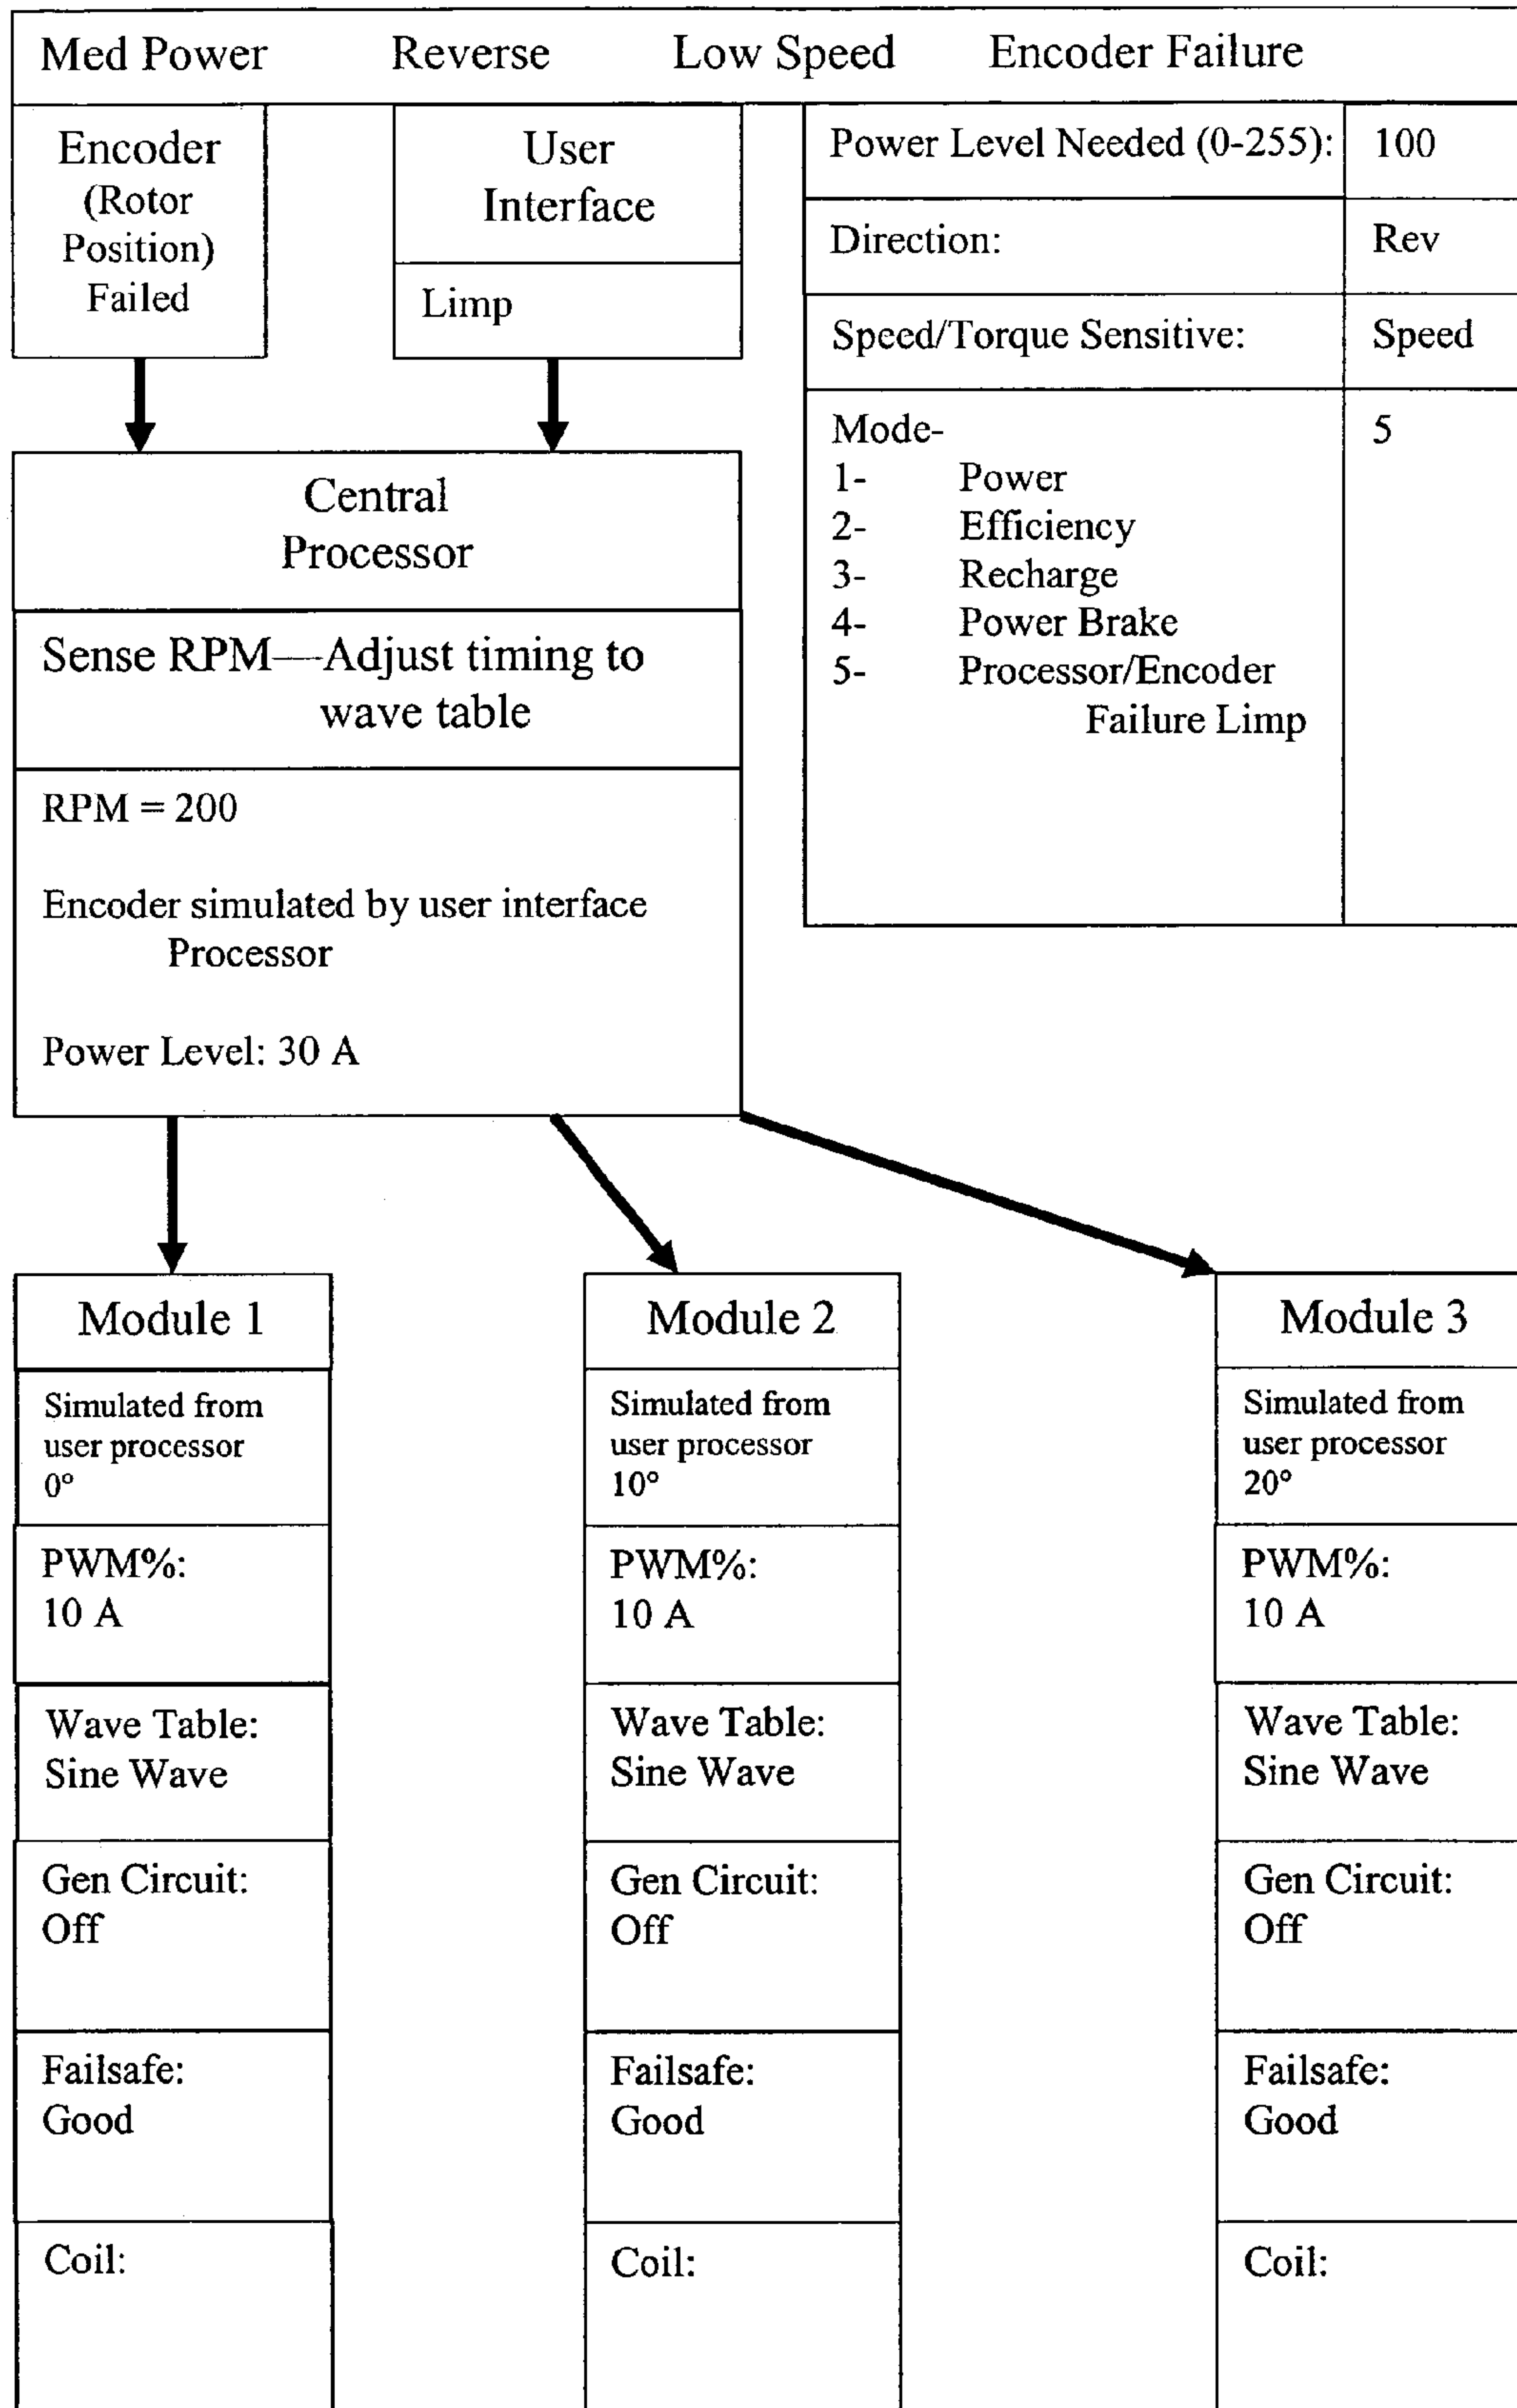 Med Power Reverse Low Speed Encoder Failure
Encoder
(Rotor
Position)
Failed
User
Interface
Limp
Power Level Needed (0-255): 100
Direction: Rev
Speed/Torque Sensitive: Speed
Mode- 5
1- Power
2- Efficiency
3- Recharge
4- Power Brake
5- Processor/Encoder
Failure Limp
Central
Processor
Sense RPM—Adjust timing to
wave table
RPM = 200
Encoder simulated by user interface
Processor
Power Level: 30 A
Module 1
Simulated from
user processor
0°
PWM%:
10 A
Wave Table:
Sine Wave
Gen Circuit:
Off
Failsafe:
Good
Coil:
Module 2
Simulated from
user processor
10°
PWM%:
10 A
Wave Table:
Sine Wave
Gen Circuit:
Off
Failsafe:
Good
Coil:
Module 3
Simulated from
user processor
20°
PWM%:
10 A
Wave Table:
Sine Wave
Gen Circuit:
Off
Failsafe:
Good
Coil: